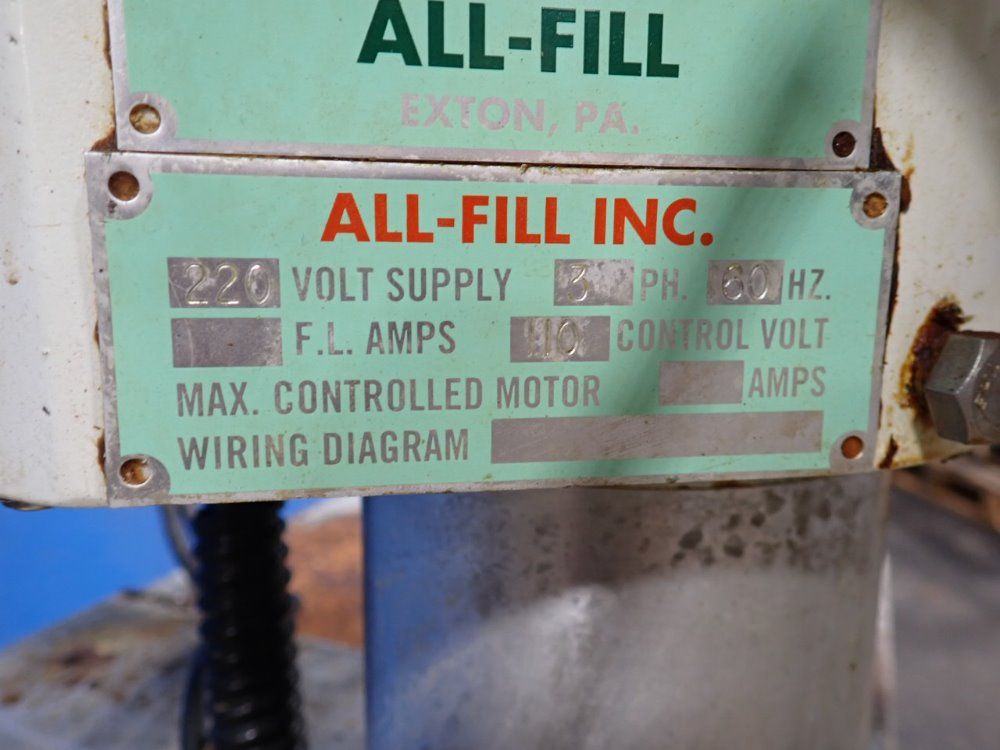 ALL-FILL
EXTON, PA.
ALL-FILL INC.
220 VOLT SUPPLY 3 PH. 60 HZ.
F.L. AMPS 110 CONTROL VOLT
MAX. CONTROLLED MOTOR AMPS
WIRING DIAGRAM